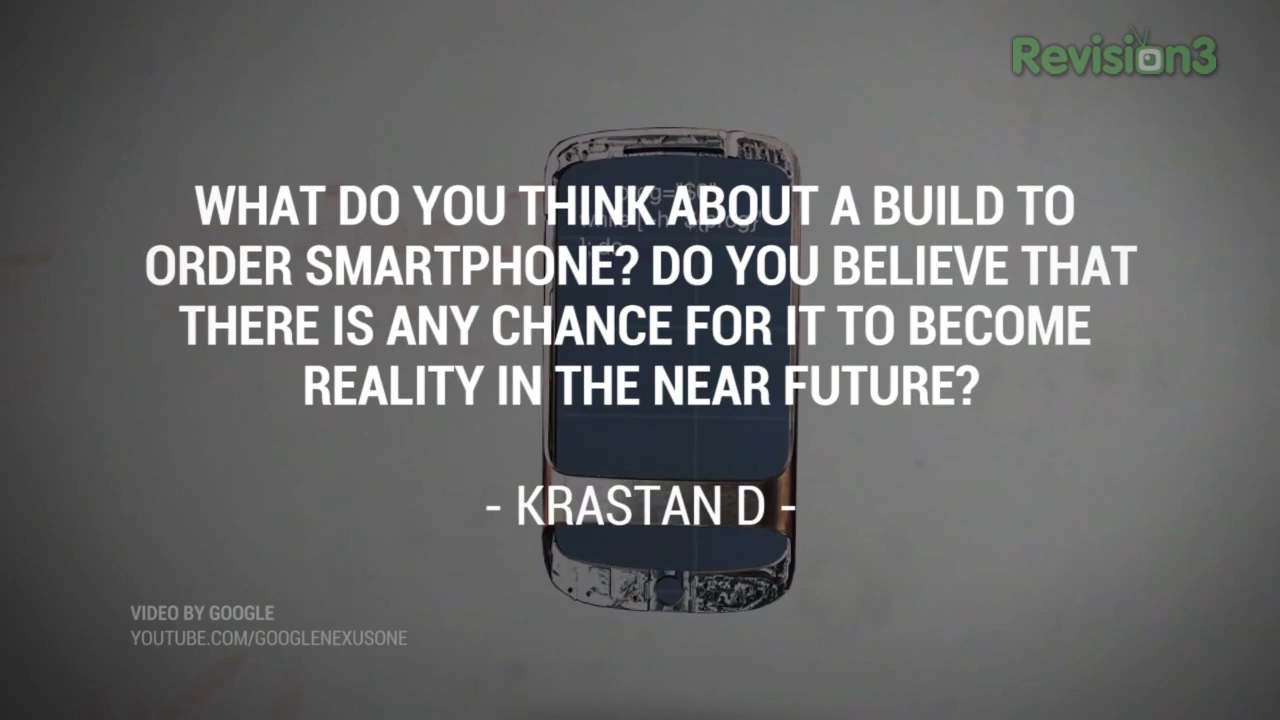 Revision3
WHAT DO YOU THINK ABOUT A BUILD TO
ORDER SMARTPHONE? DO YOU BELIEVE THAT
THERE IS ANY CHANCE FOR IT TO BECOME
REALITY IN THE NEAR FUTURE?
- KRASTAN D -
VIDEO BY GOOGLE
YOUTUBE.COM/GOOGLENEXUSONE